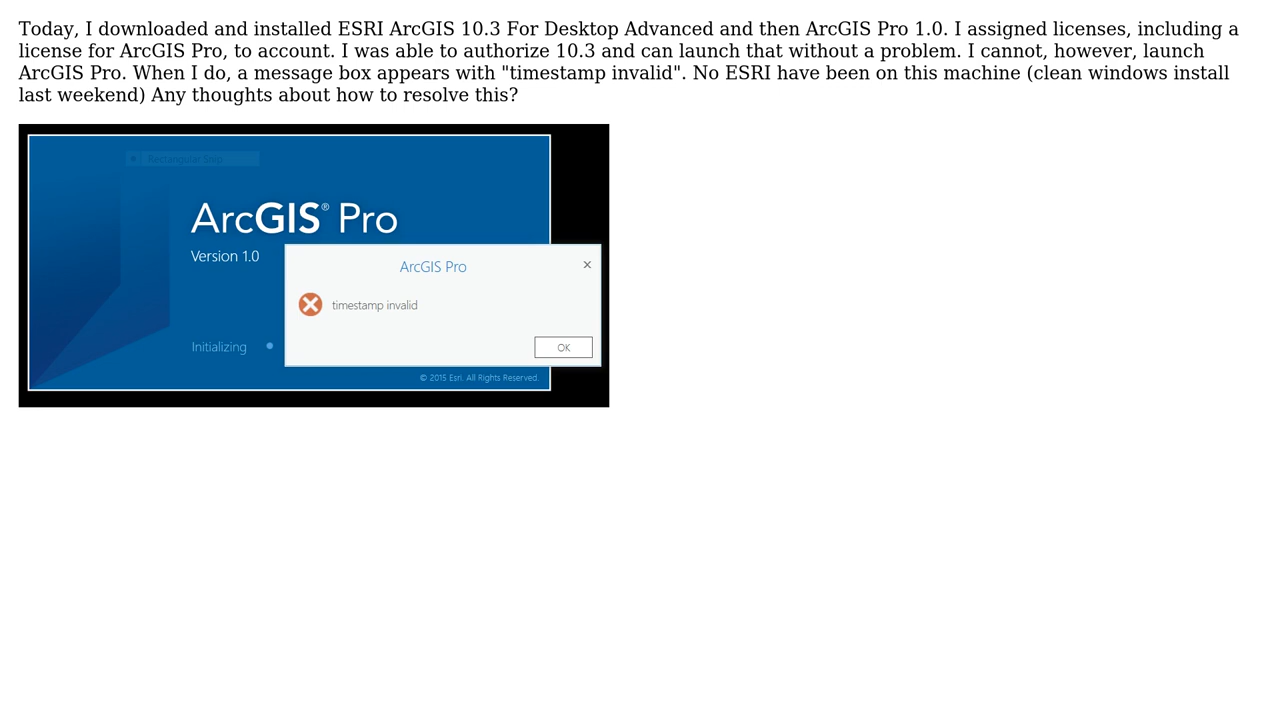 Today, I downloaded and installed ESRI ArcGIS 10.3 For Desktop Advanced and then ArcGIS Pro 1.0. I assigned licenses, including a
license for ArcGIS Pro, to account. I was able to authorize 10.3 and can launch that without a problem. I cannot, however, launch
ArcGIS Pro. When I do, a message box appears with "timestamp invalid". No ESRI have been on this machine (clean windows install
last weekend) Any thoughts about how to resolve this?
Rectangular Snip
ArcGIS® Pro
Version 1.0
ArcGIS Pro
timestamp invalid
Initializing
OK
© 2015 Esri. All Rights Reserved.